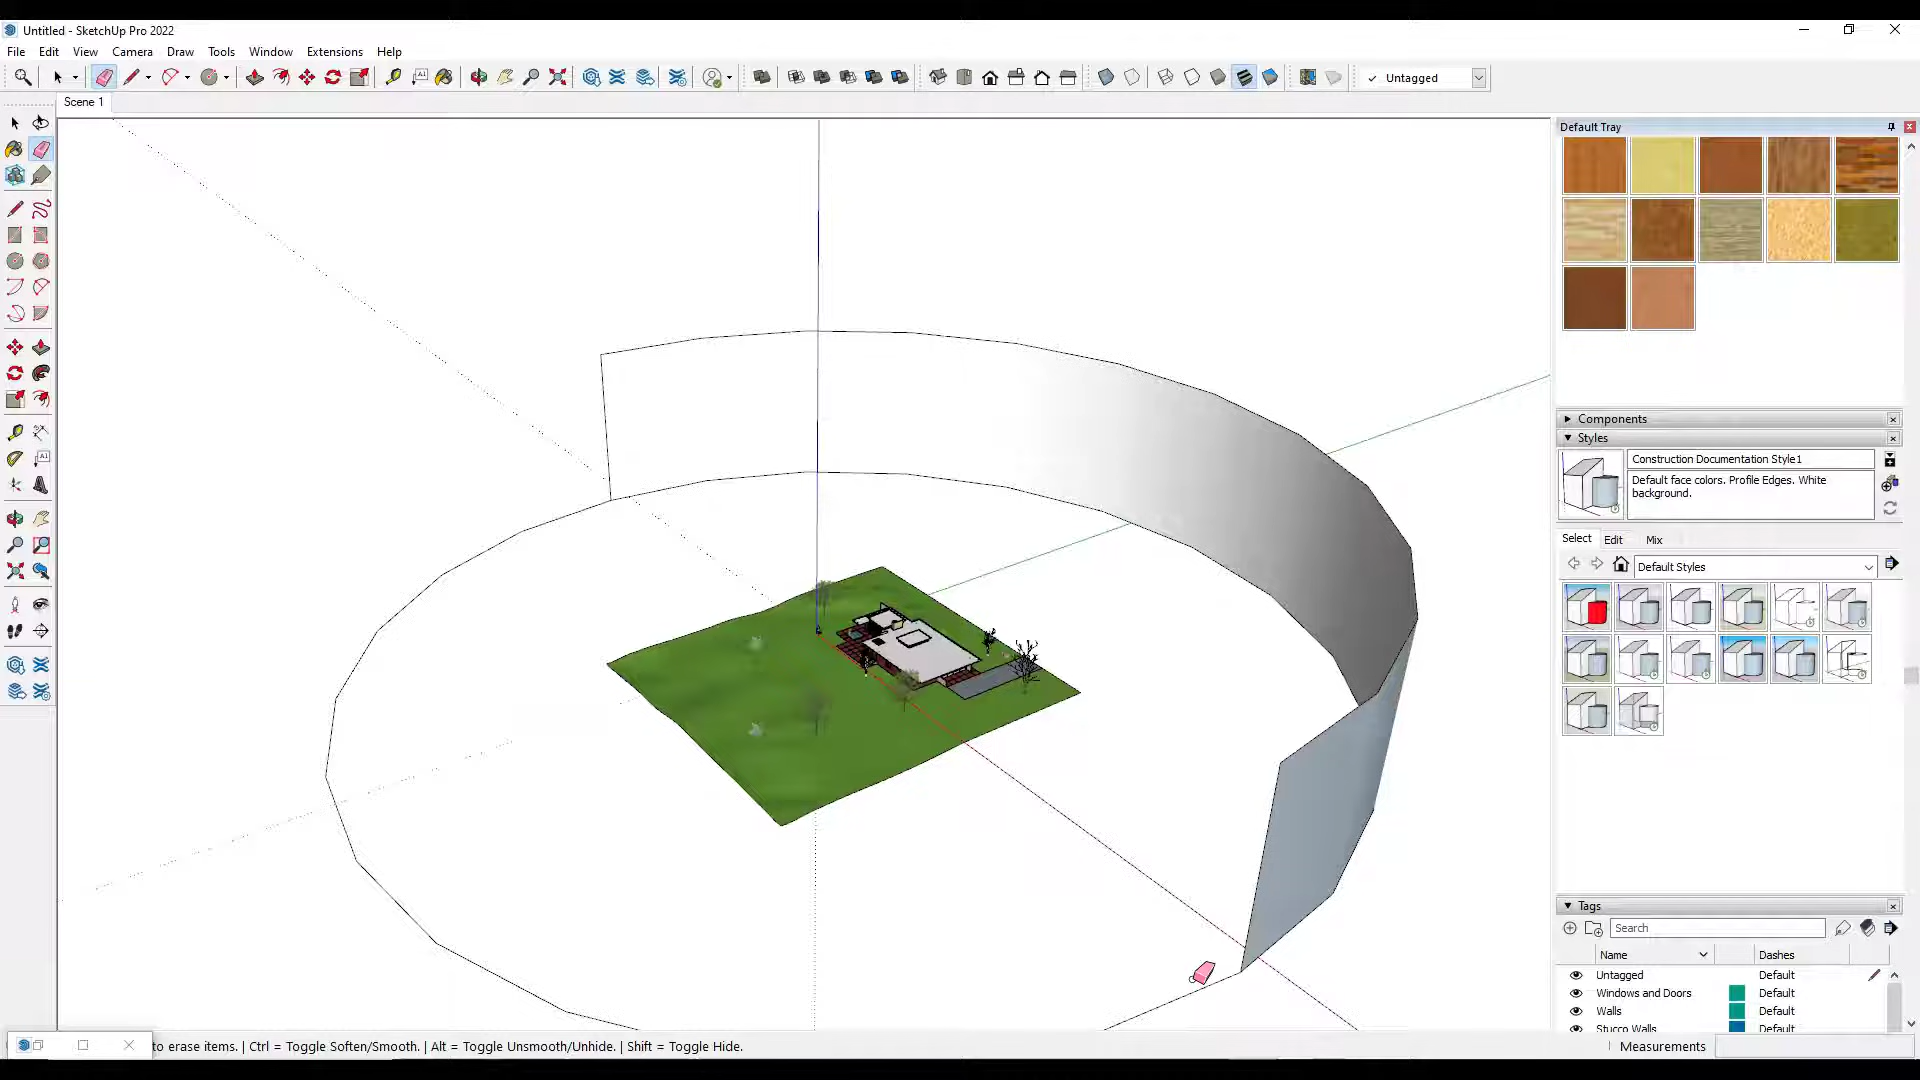 Untitled - SketchUp Pro 2022
File Edit View Camera Draw Tools Window Extensions Help
Untagged
Scene 1
Default Tray
Components
Styles
Construction Documentation Style1
Default face colors. Profile Edges. White
background.
Select Edit Mix
Default Styles
Tags
Search
Name Dashes
Untagged Default
Windows and Doors Default
Walls Default
Stucco Walls Default
to erase items. | Ctrl = Toggle Soften/Smooth. | Alt = Toggle Unsmooth/Unhide. | Shift = Toggle Hide.
Measurements